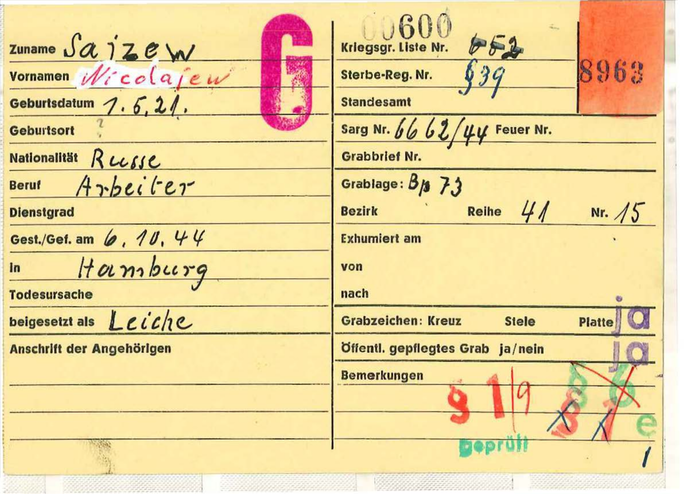 Zuname Saizew
Vornamen Nicolajew
Geburtsdatum 1.5.21.
Geburtsort ?
Nationalität Russe
Beruf Arbeiter
Dienstgrad
Gest./Gef. am 6.10.44
in Hamburg
Todesursache
beigesetzt als Leiche
Anschrift der Angehörigen
G
00600
Kriegsgr. Liste Nr.
8963
Sterbe-Reg. Nr. 839
Standesamt
Sarg Nr. 6662/44 Feuer Nr.
Grabbrief Nr.
Grablage: Bp 73
Bezirk Reihe 41 Nr. 15
Exhumiert am
von
nach
Grabzeichen: Kreuz Stele Platte ja
Öffentl. gepflegtes Grab ja/nein ja
Bemerkungen
§ 1/9
geprüft
e
1